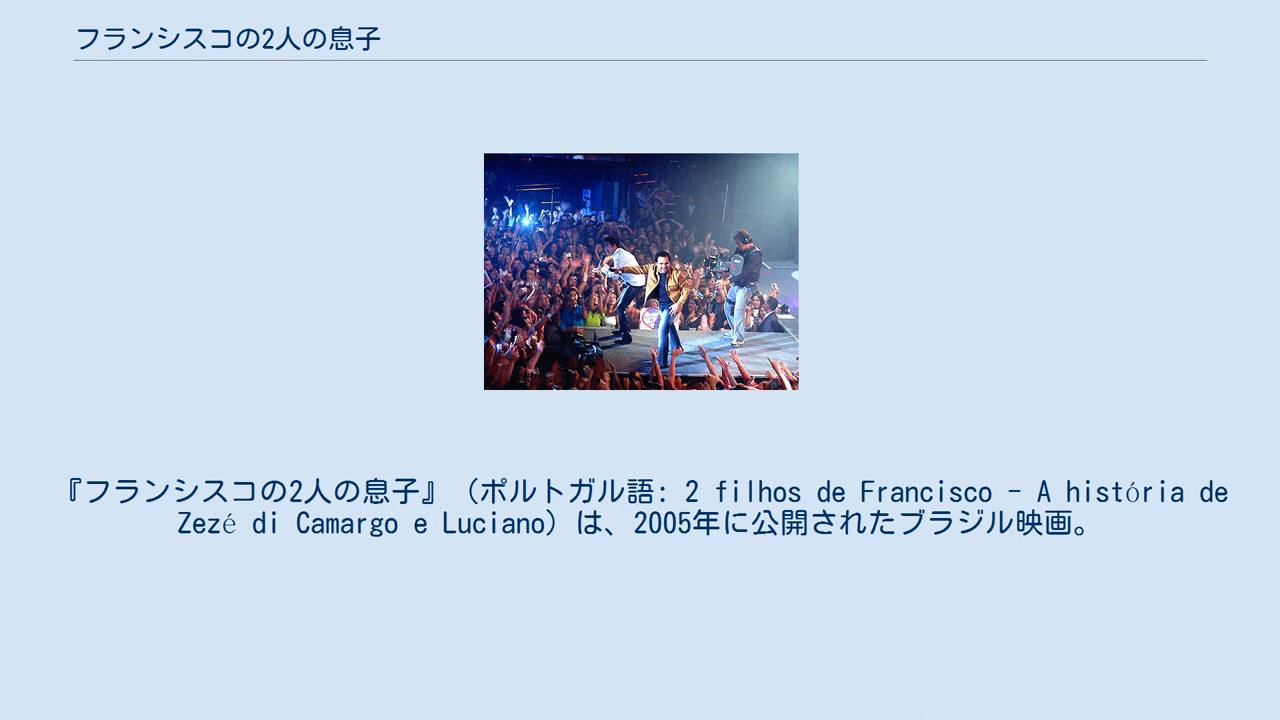 フランシスコの2人の息子
『フランシスコの2人の息子』（ポルトガル語: 2 filhos de Francisco - A história de
Zezé di Camargo e Luciano）は、2005年に公開されたブラジル映画。